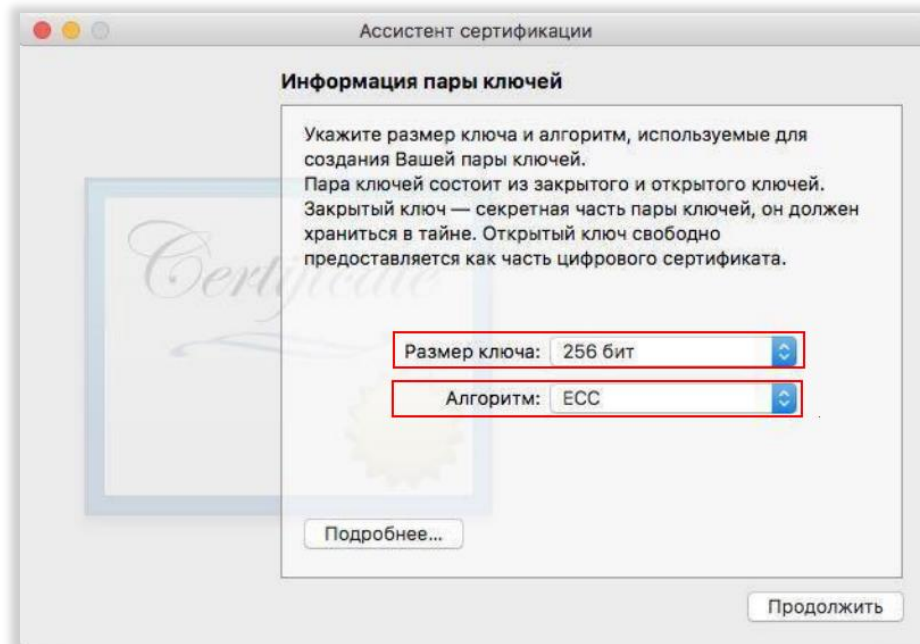 Ассистент сертификации
Информация пары ключей
Укажите размер ключа и алгоритм, используемые для
создания Вашей пары ключей.
Пара ключей состоит из закрытого и открытого ключей.
Закрытый ключ — секретная часть пары ключей, он должен
храниться в тайне. Открытый ключ свободно
предоставляется как часть цифрового сертификата.
Certificate
Размер ключа: 256 бит
Алгоритм: ECC
Подробнее...
Продолжить